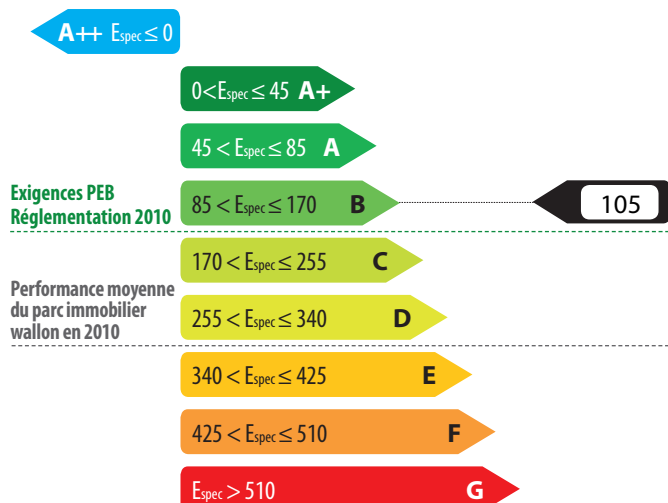 A++ Espec ≤ 0
0<Espec ≤ 45 A+
45 < Espec ≤ 85 A
Exigences PEB
Réglementation 2010
85 < Espec ≤ 170 B
105
170 < Espec ≤ 255 C
Performance moyenne
du parc immobilier
wallon en 2010
255 < Espec ≤ 340 D
340 < Espec ≤ 425 E
425 < Espec ≤ 510 F
Espec > 510 G